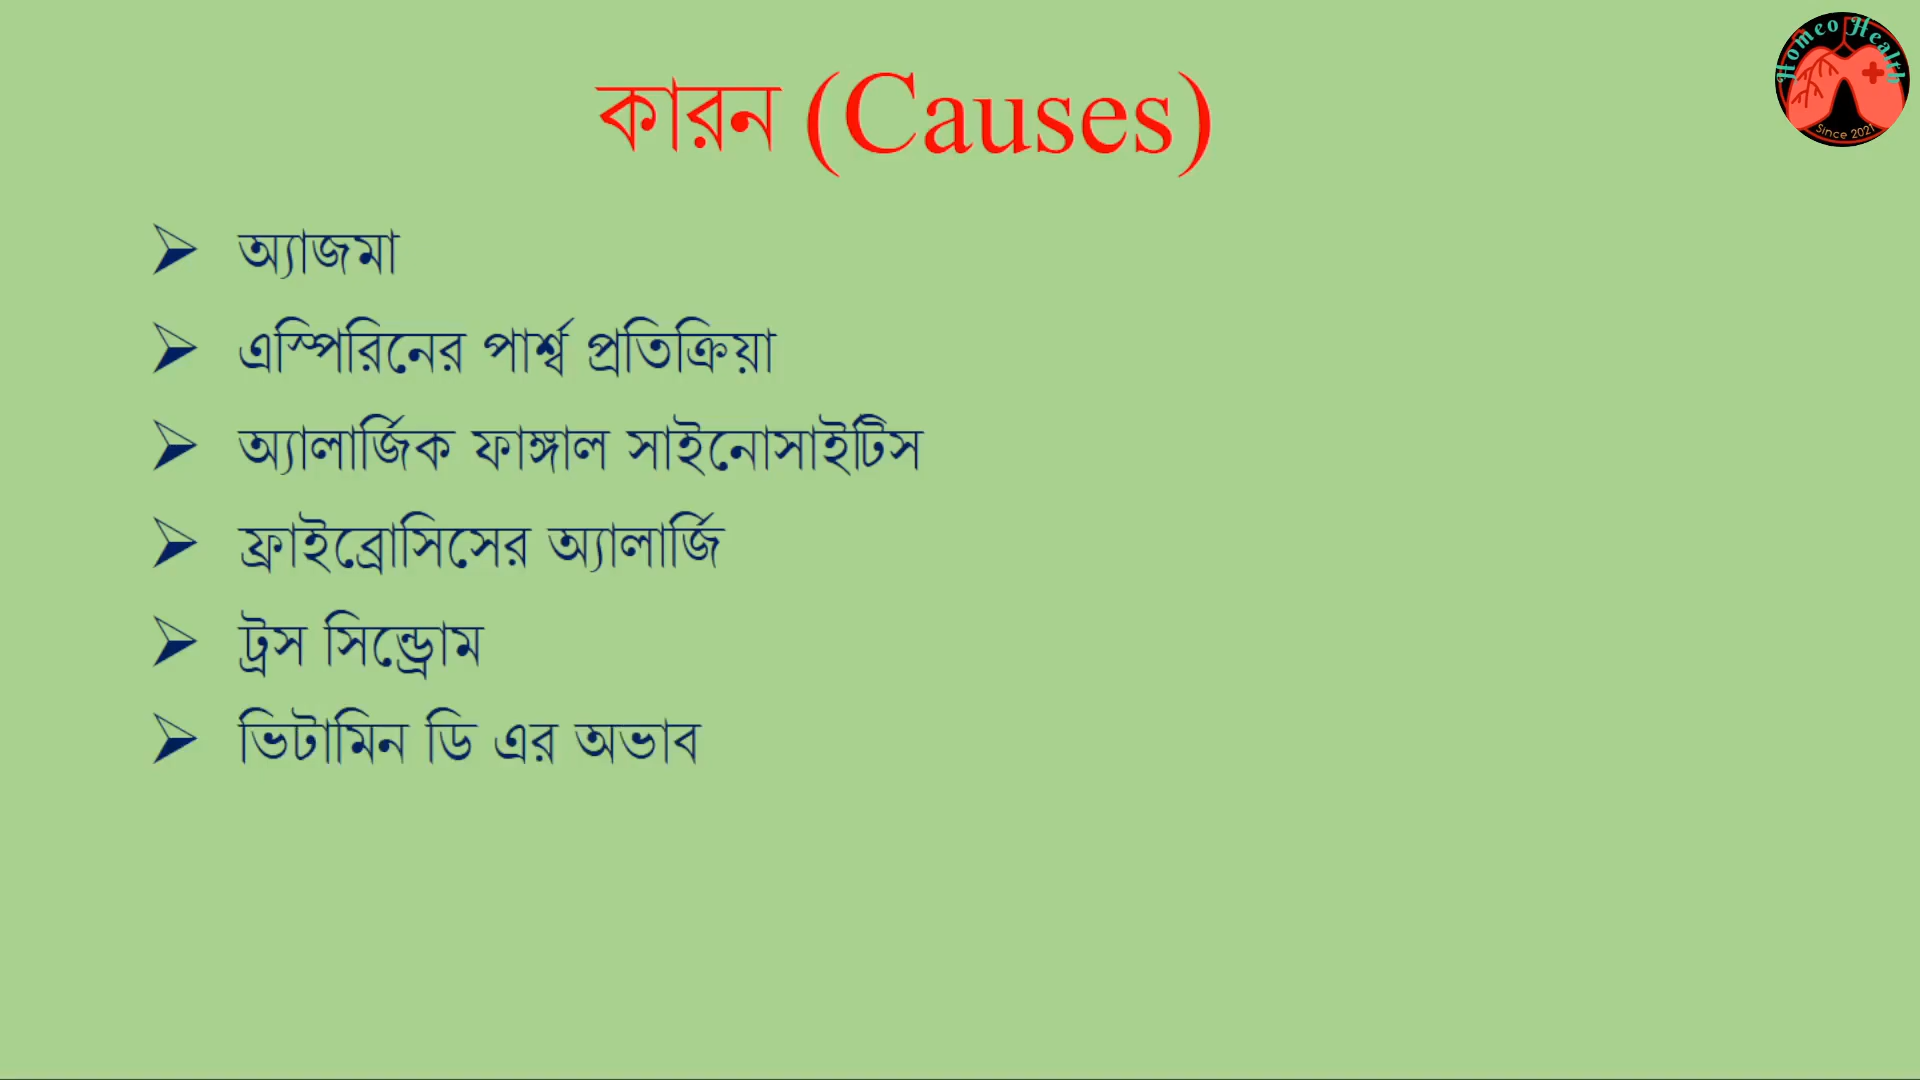 Homeo Health
Since 2021
কারন (Causes)
➢ অ্যাজমা
➢ এস্পিরিনের পার্শ্ব প্রতিক্রিয়া
➢ অ্যালার্জিক ফাঙ্গাল সাইনোসাইটিস
➢ ফ্রাইব্রোসিসের অ্যালার্জি
➢ ট্রস সিন্ড্রোম
➢ ভিটামিন ডি এর অভাব